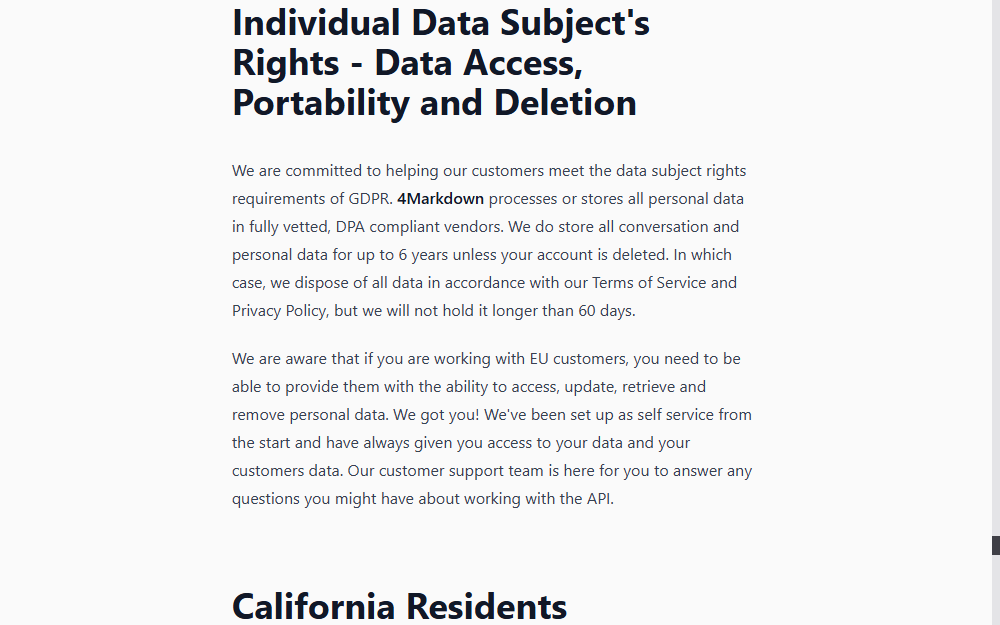 Individual Data Subject's
Rights - Data Access,
Portability and Deletion
We are committed to helping our customers meet the data subject rights
requirements of GDPR. 4Markdown processes or stores all personal data
in fully vetted, DPA compliant vendors. We do store all conversation and
personal data for up to 6 years unless your account is deleted. In which
case, we dispose of all data in accordance with our Terms of Service and
Privacy Policy, but we will not hold it longer than 60 days.
We are aware that if you are working with EU customers, you need to be
able to provide them with the ability to access, update, retrieve and
remove personal data. We got you! We've been set up as self service from
the start and have always given you access to your data and your
customers data. Our customer support team is here for you to answer any
questions you might have about working with the API.
California Residents